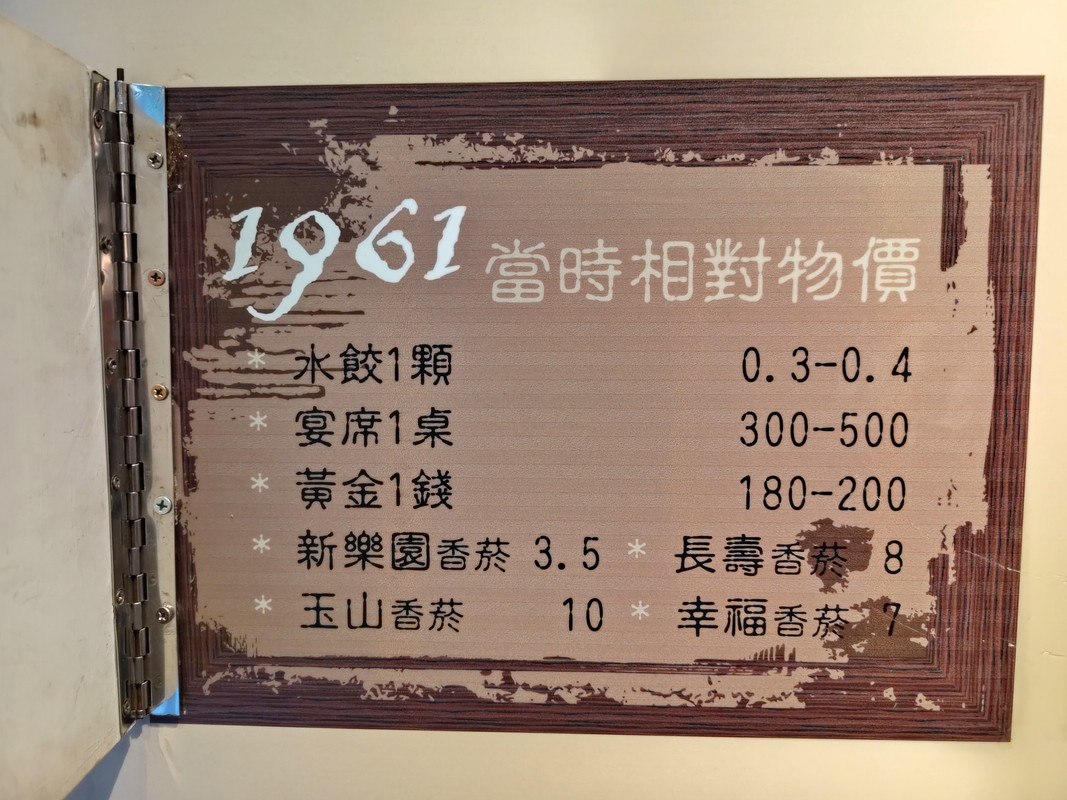 1961 當時相對物價
* 水餃1顆 0.3-0.4
* 宴席1桌 300-500
* 黃金1錢 180-200
* 新樂園香菸 3.5 * 長壽香菸 8
* 玉山香菸 10 * 幸福香菸 7